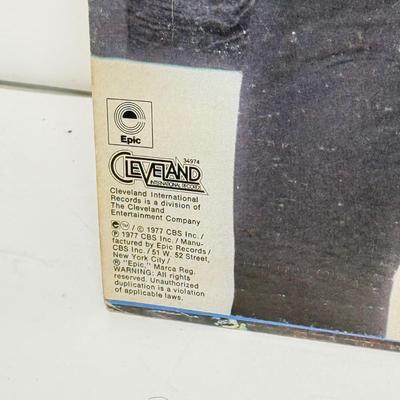 Epic
34974
CLEVELAND
INTERNATIONAL RECORDS
Cleveland International
Records is a division of
The Cleveland
Entertainment Company
/ © 1977 CBS Inc./
℗ 1977 CBS Inc./Manu-
factured by Epic Records/
CBS Inc./51 W. 52 Street,
New York City/
® "Epic," Marca Reg.
WARNING: All rights
reserved. Unauthorized
duplication is a violation
of applicable laws.